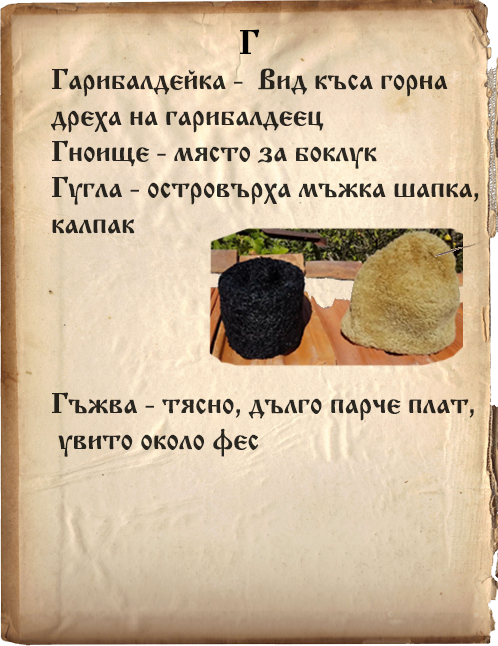 Г
Гарибалдейка - Вид къса горна
дреха на гарибалдеец
Гноище - място за боклук
Гугла - островърха мъжка шапка,
калпак
Гъжва - тясно, дълго парче плат,
увито около фес